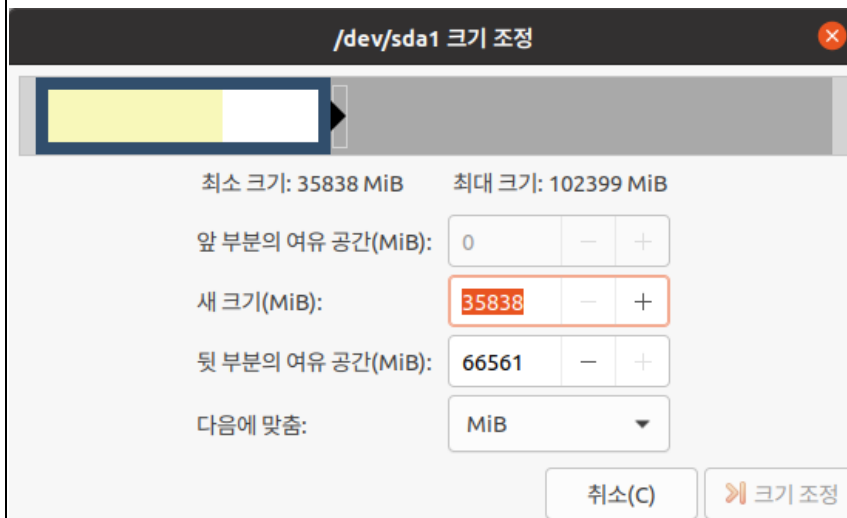 /dev/sda1 크기 조정
최소 크기: 35838 MiB 최대 크기: 102399 MiB
앞 부분의 여유 공간(MiB): 0
새 크기(MiB): 35838
뒷 부분의 여유 공간(MiB): 66561
다음에 맞춤: MiB
취소(C) 크기 조정